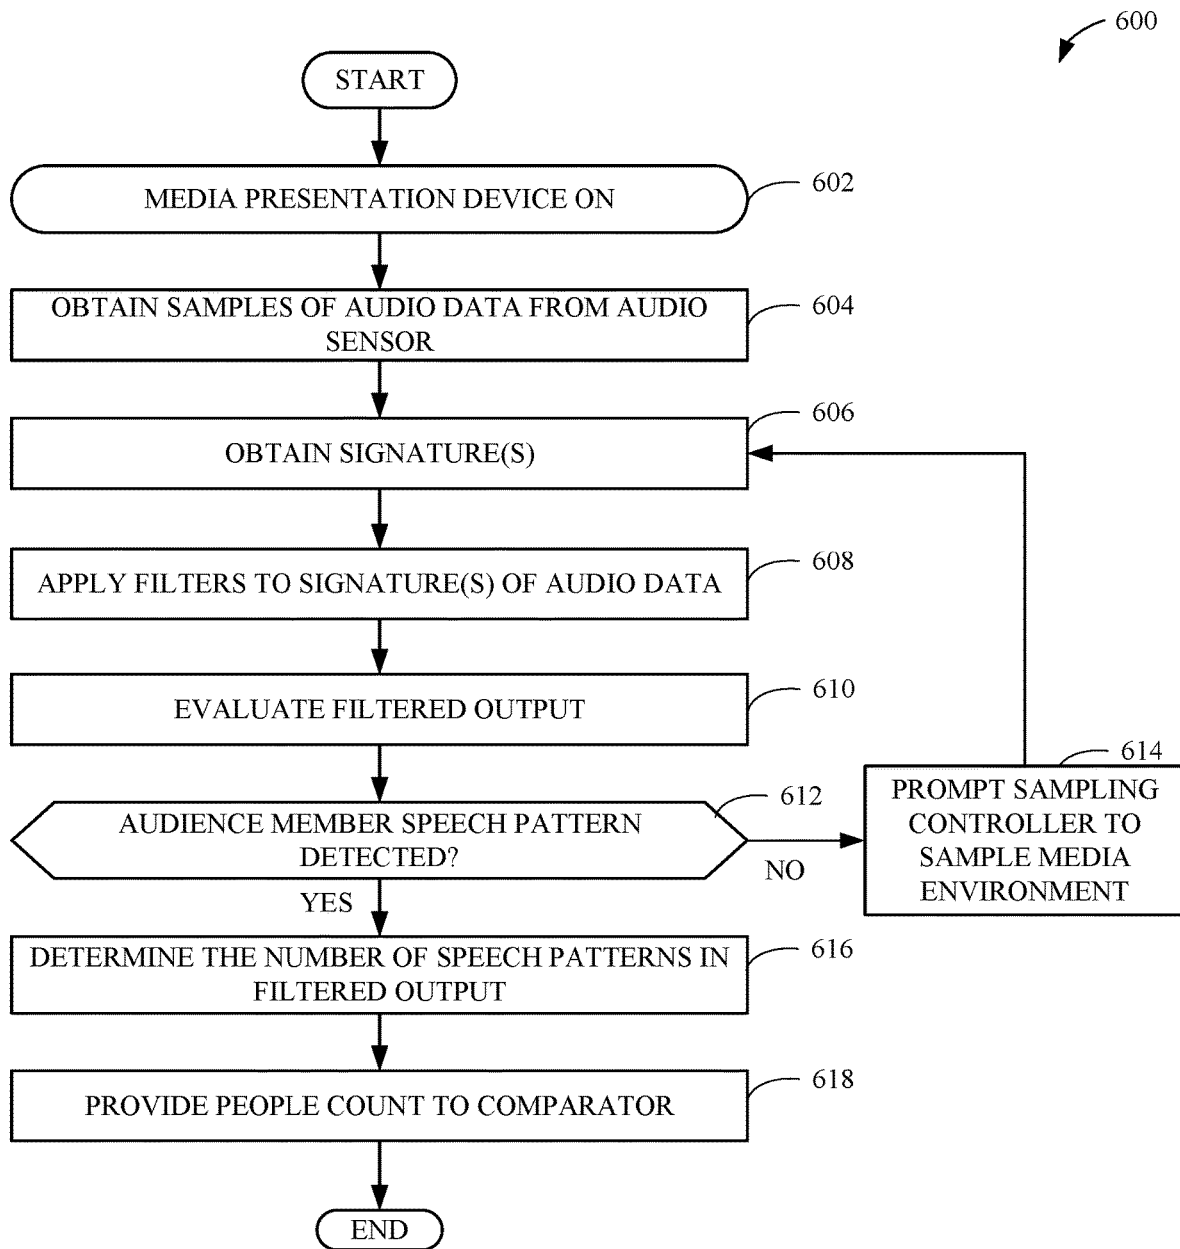 600
START
MEDIA PRESENTATION DEVICE ON
602
OBTAIN SAMPLES OF AUDIO DATA FROM AUDIO
SENSOR
604
OBTAIN SIGNATURE(S)
606
APPLY FILTERS TO SIGNATURE(S) OF AUDIO DATA
608
EVALUATE FILTERED OUTPUT
610
AUDIENCE MEMBER SPEECH PATTERN
DETECTED?
612
NO
614
PROMPT SAMPLING
CONTROLLER TO
SAMPLE MEDIA
ENVIRONMENT
YES
DETERMINE THE NUMBER OF SPEECH PATTERNS IN
FILTERED OUTPUT
616
PROVIDE PEOPLE COUNT TO COMPARATOR
618
END